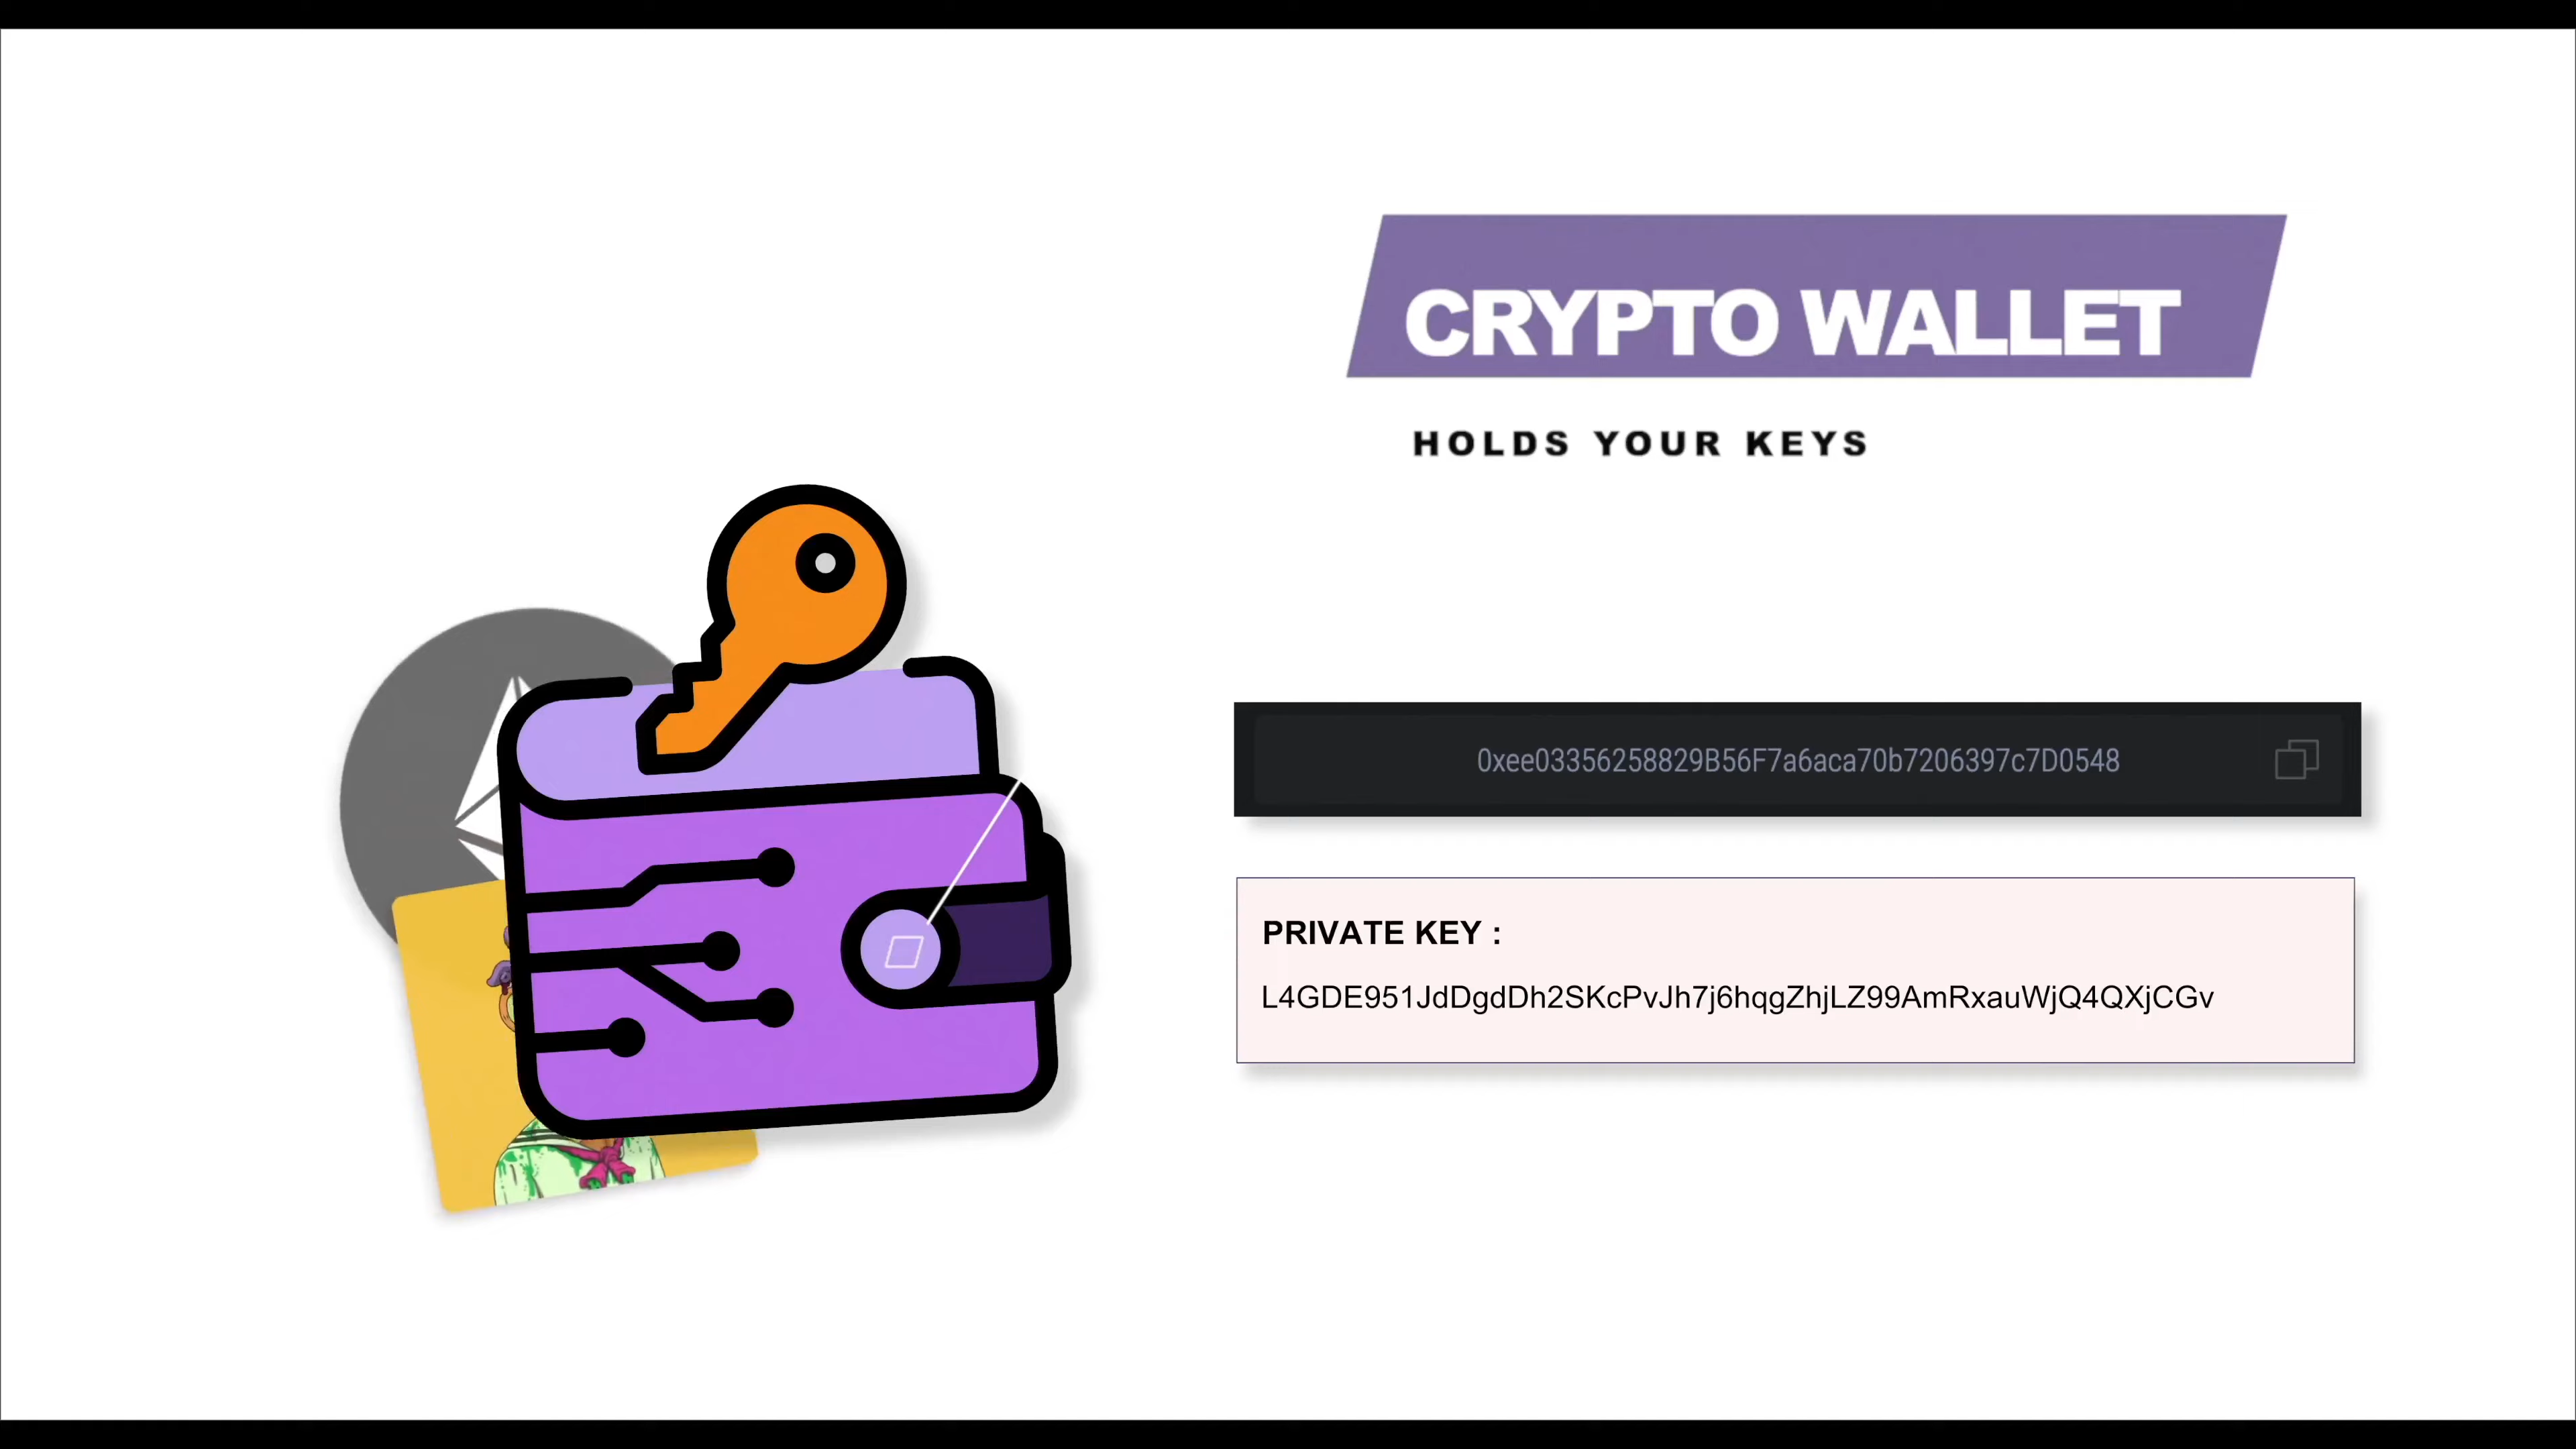 CRYPTO WALLET
HOLDS YOUR KEYS
0xee03356258829B56F7a6aca70b7206397c7D0548
PRIVATE KEY :
L4GDE951JdDgdDh2SKcPvJh7j6hqgZhjLZ99AmRxauWjQ4QXjCGv